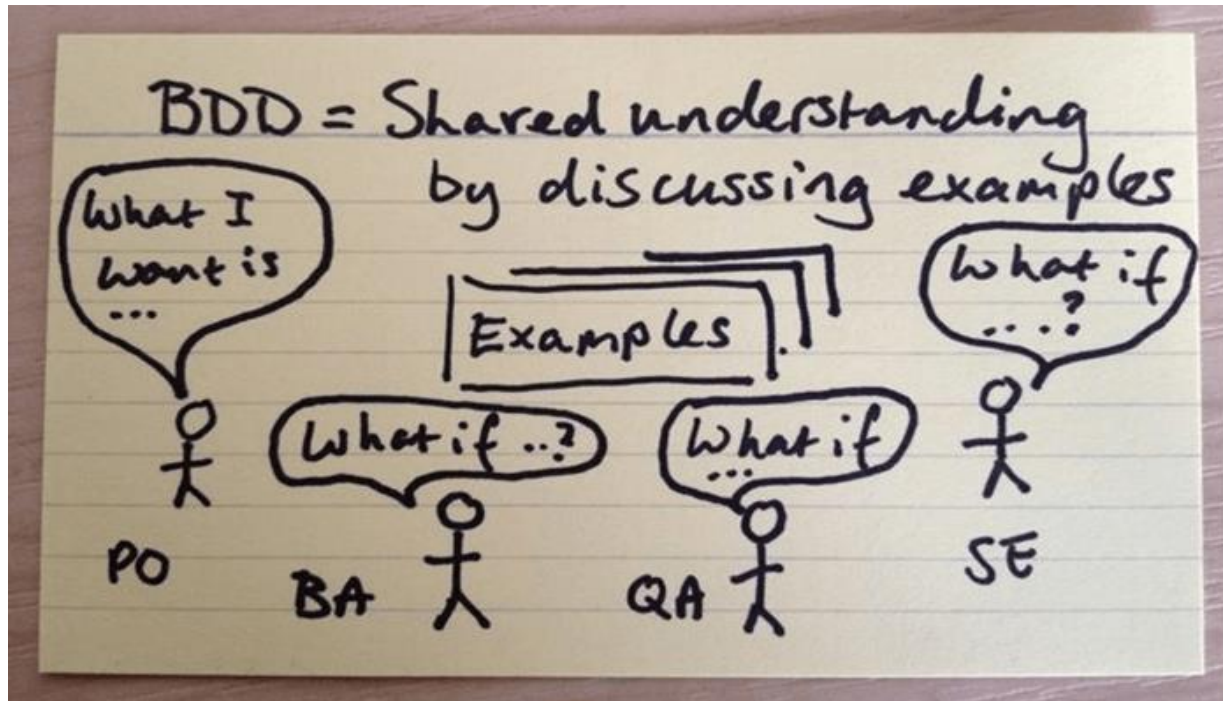 BDD = Shared understanding
by discussing examples
What I
want is
...
What if
....?
Examples
What if ..?
What if
...
PO
BA
QA
SE